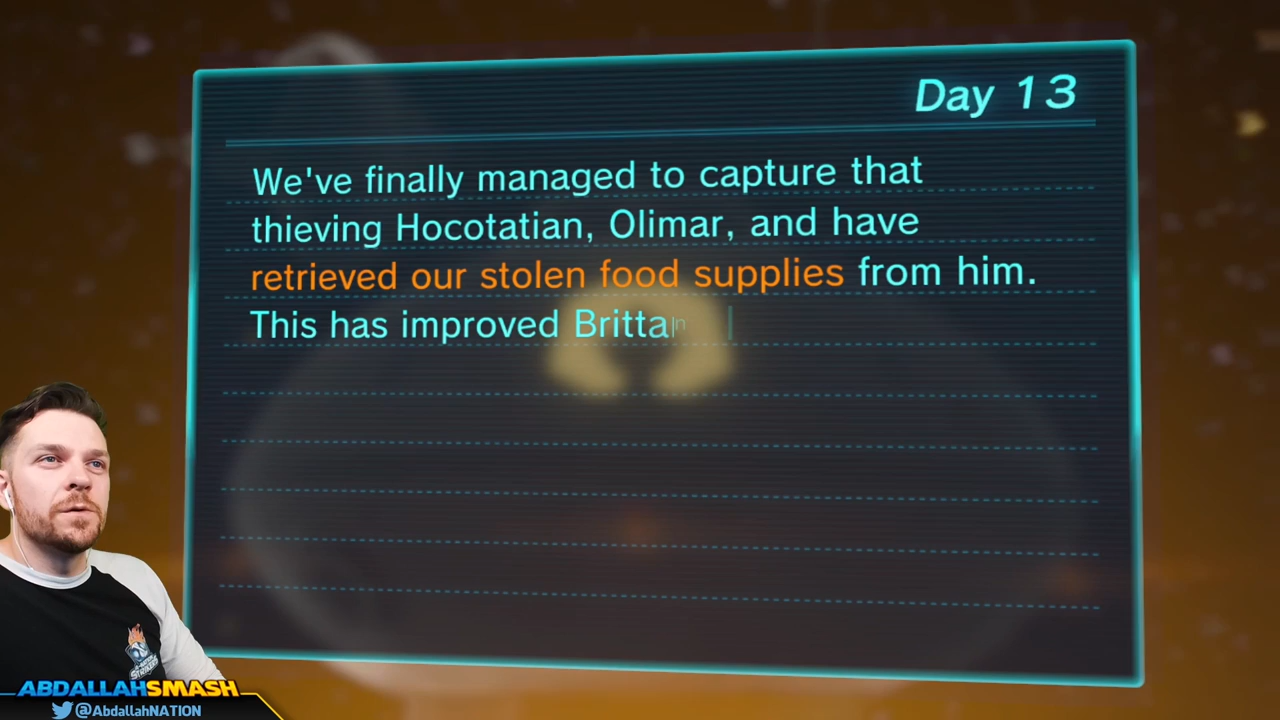 Day 13
We've finally managed to capture that
thieving Hocotatian, Olimar, and have
retrieved our stolen food supplies from him.
This has improved Brittan
ABDALLAHSMASH
@AbdallahNATION